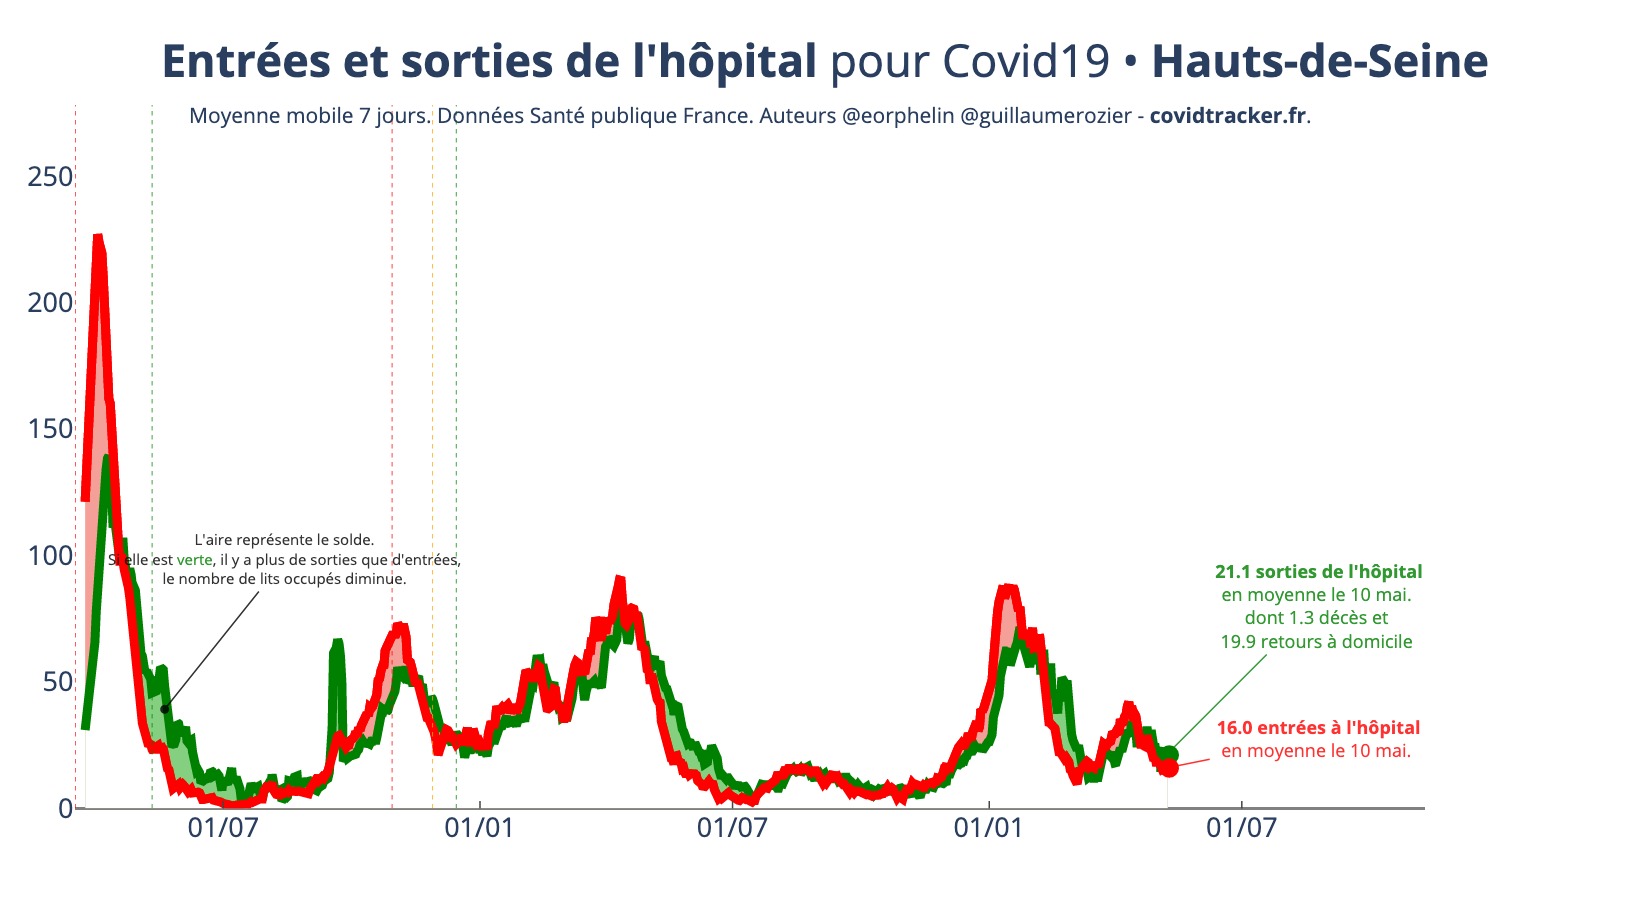 Entrées et sorties de l'hôpital pour Covid19 • Hauts-de-Seine
Moyenne mobile 7 jours. Données Santé publique France. Auteurs @eorphelin @guillaumerozier - covidtracker.fr.
250
200
150
100
50
0
L'aire représente le solde.
Si elle est verte, il y a plus de sorties que d'entrées,
le nombre de lits occupés diminue.
21.1 sorties de l'hôpital
en moyenne le 10 mai.
dont 1.3 décès et
19.9 retours à domicile
16.0 entrées à l'hôpital
en moyenne le 10 mai.
01/07
01/01
01/07
01/01
01/07